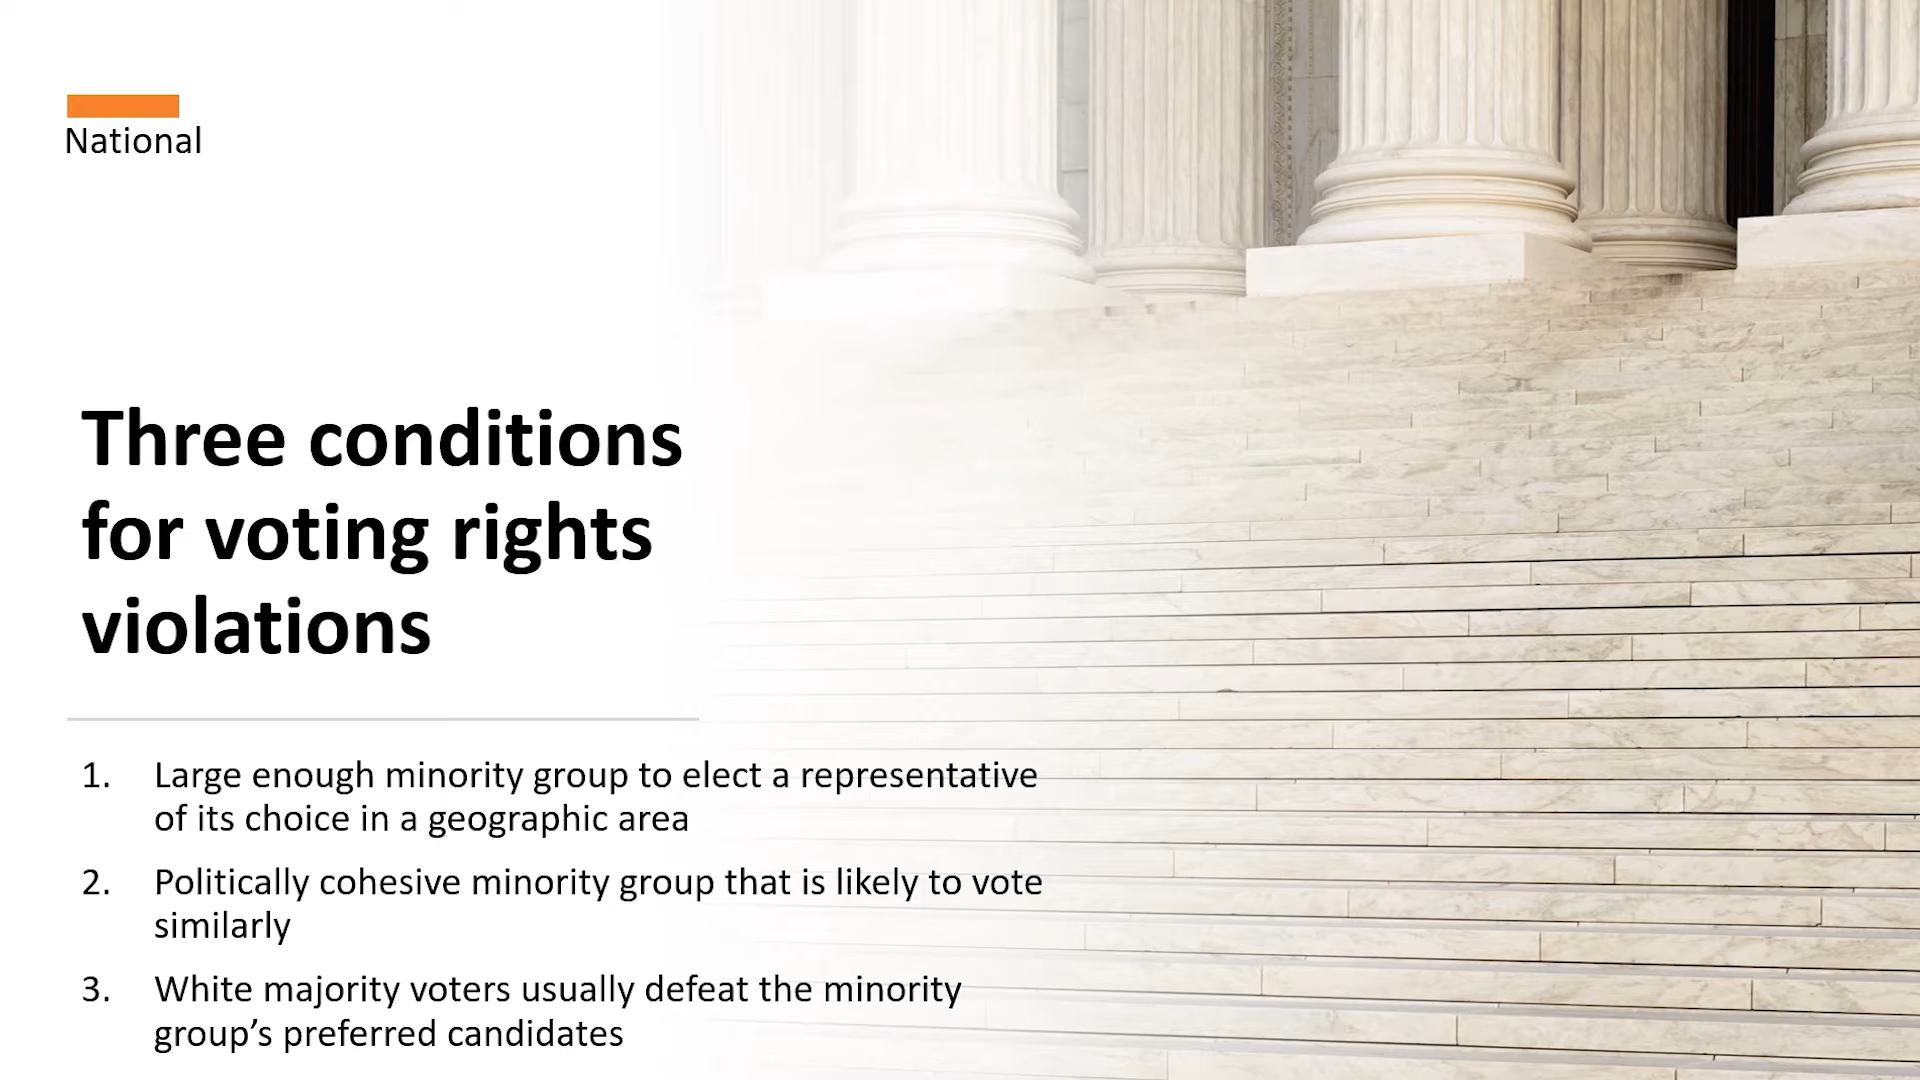 National
Three conditions
for voting rights
violations
1. Large enough minority group to elect a representative
of its choice in a geographic area
2. Politically cohesive minority group that is likely to vote
similarly
3. White majority voters usually defeat the minority
group’s preferred candidates